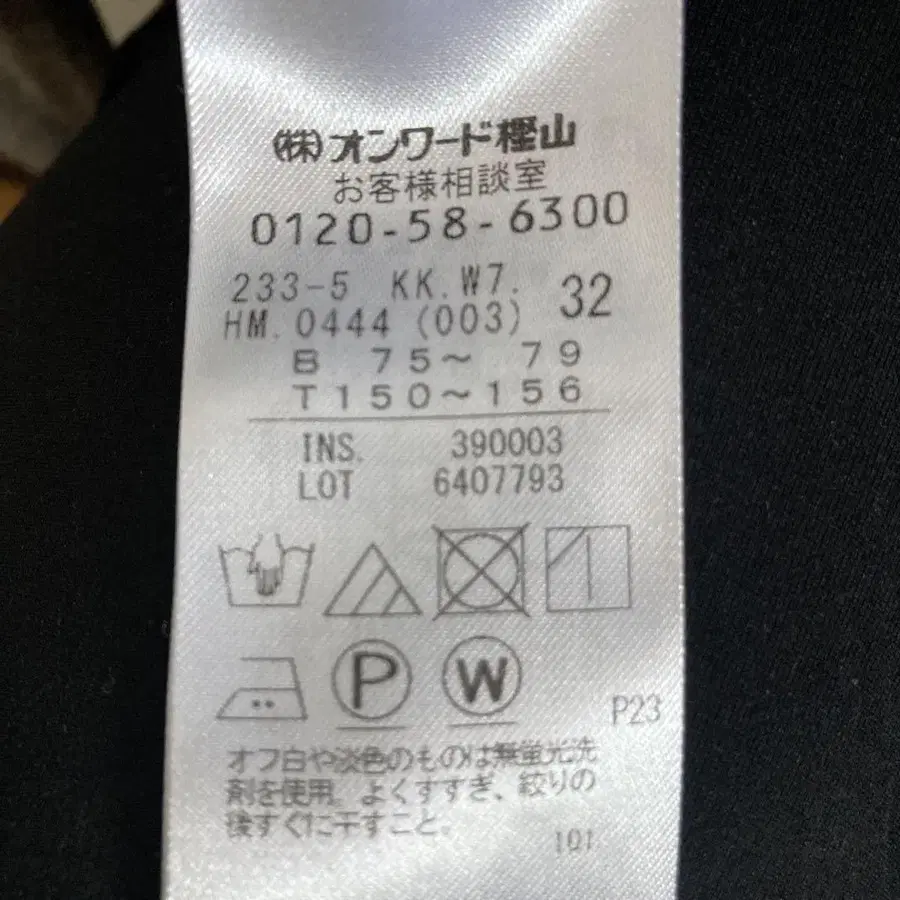 (株)オンワード樫山
お客様相談室
0120-58-6300
233-5 KK.W7. 32
HM.0444 (003)
B 75～ 79
T150～156
INS. 390003
LOT 6407793
P W
P23
オフ白や淡色のものは無蛍光洗
剤を使用。よくすすぎ、絞りの
後すぐに干すこと。
101